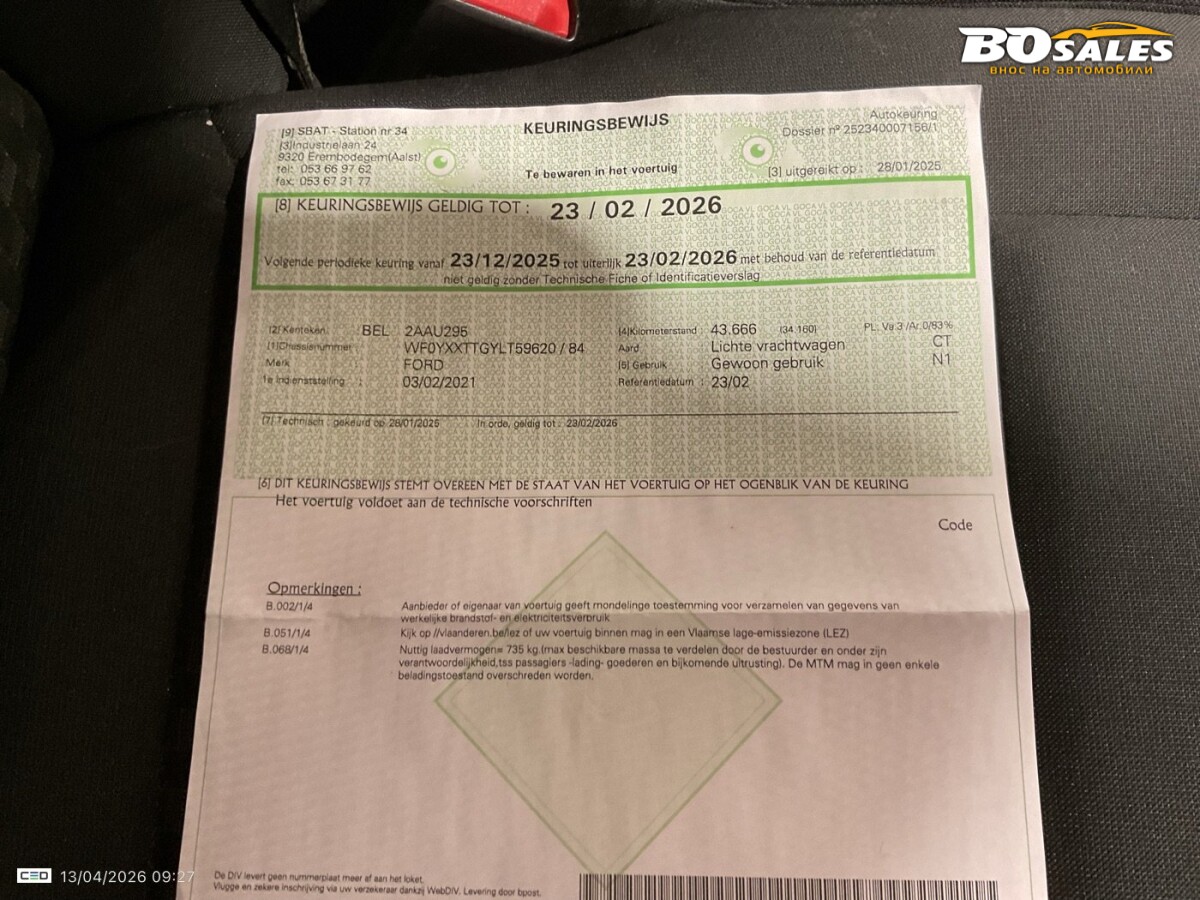 BOSALES
внос на автомобили
[9] SBAT - Station nr 34
[3]Industrielaan 24
9320 Erembodegem(Aalst)
tel: 053 66 97 62
fax: 053 67 31 77
KEURINGSBEWIJS
Te bewaren in het voertuig
Autokeuring
Dossier nº 252340007156/1
[3] uitgereikt op : 28/01/2025
[8] KEURINGSBEWIJS GELDIG TOT : 23 / 02 / 2026
Volgende periodieke keuring vanaf 23/12/2025 tot uiterlijk 23/02/2026 met behoud van de referentiedatum
niet geldig zonder Technische Fiche of Identificatieverslag
[2] Kenteken: BEL 2AAU295
[1]Chassisnummer WF0YXXTTGYLT59620 / 84
Merk FORD
1e indienststelling : 03/02/2021
[4]Kilometerstand : 43.666 [34.160] PL: Va:3 /Ar:0/83%
Aard Lichte vrachtwagen CT
[5] Gebruik Gewoon gebruik N1
Referentiedatum : 23/02
[7] Technisch : gekeurd op 28/01/2025 In orde, geldig tot : 23/02/2026
[6] DIT KEURINGSBEWIJS STEMT OVEREEN MET DE STAAT VAN HET VOERTUIG OP HET OGENBLIK VAN DE KEURING
Het voertuig voldoet aan de technische voorschriften
Code
Opmerkingen :
B.002/1/4 Aanbieder of eigenaar van voertuig geeft mondelinge toestemming voor verzamelen van gegevens van
werkelijke brandstof- en elektriciteitsverbruik
B.051/1/4 Kijk op //vlaanderen.be/lez of uw voertuig binnen mag in een Vlaamse lage-emissiezone (LEZ)
B.068/1/4 Nuttig laadvermogen= 735 kg.(max beschikbare massa te verdelen door de bestuurder en onder zijn
verantwoordelijkheid,tss passagiers -lading- goederen en bijkomende uitrusting). De MTM mag in geen enkele
beladingstoestand overschreden worden.
De DIV levert geen nummerplaat meer af aan het loket.
Vlugge en zekere inschrijving via uw verzekeraar dankzij WebDIV. Levering door bpost.
CEO 13/04/2026 09:27